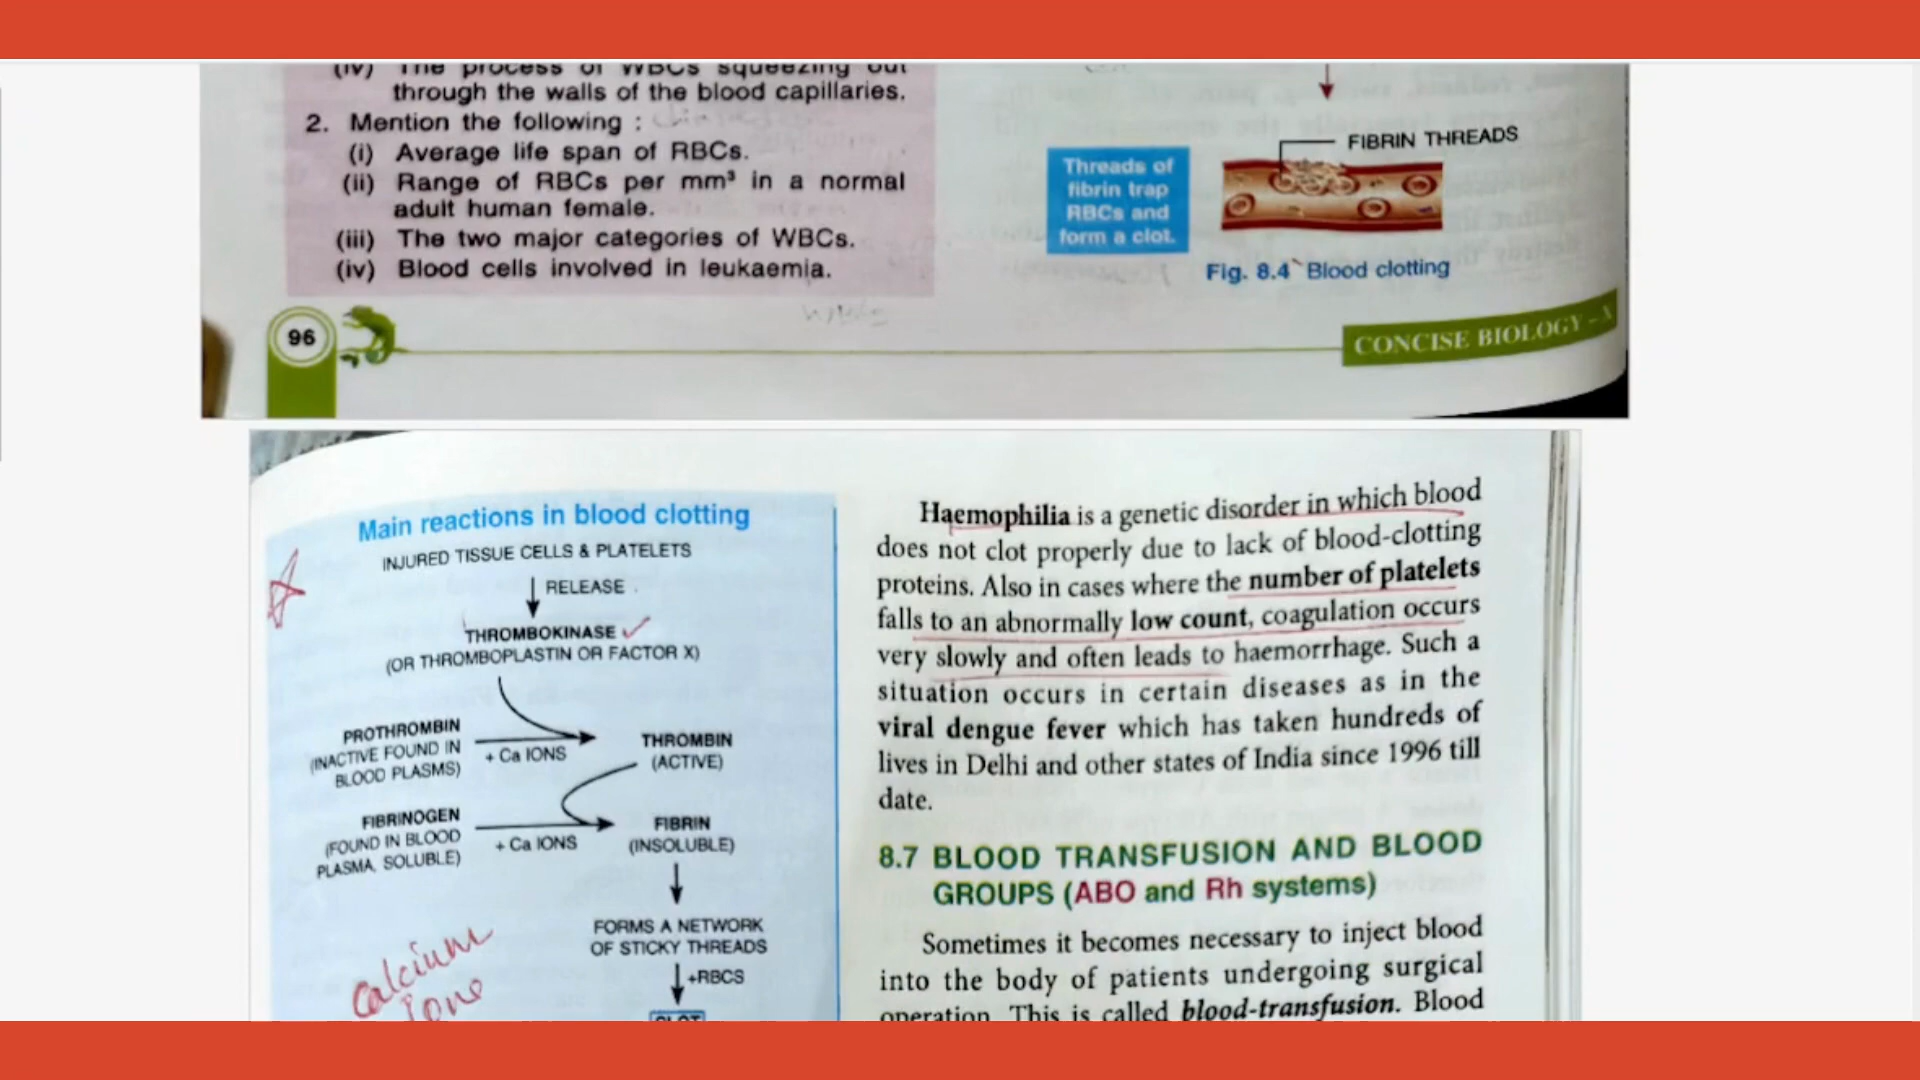 (iv) The process of WBCs squeezing out
through the walls of the blood capillaries.
2. Mention the following :
(i) Average life span of RBCs.
(ii) Range of RBCs per mm³ in a normal
adult human female.
(iii) The two major categories of WBCs.
(iv) Blood cells involved in leukaemia.
FIBRIN THREADS
Threads of
fibrin trap
RBCs and
form a clot.
Fig. 8.4 Blood clotting
96
CONCISE BIOLOGY – X
Main reactions in blood clotting
INJURED TISSUE CELLS & PLATELETS
RELEASE
THROMBOKINASE
(OR THROMBOPLASTIN OR FACTOR X)
PROTHROMBIN
(INACTIVE FOUND IN
BLOOD PLASMS)
+ Ca IONS
THROMBIN
(ACTIVE)
FIBRINOGEN
(FOUND IN BLOOD
PLASMA, SOLUBLE)
+ Ca IONS
FIBRIN
(INSOLUBLE)
FORMS A NETWORK
OF STICKY THREADS
+RBCS
CLOT
Calcium
Ions
Haemophilia is a genetic disorder in which blood
does not clot properly due to lack of blood-clotting
proteins. Also in cases where the number of platelets
falls to an abnormally low count, coagulation occurs
very slowly and often leads to haemorrhage. Such a
situation occurs in certain diseases as in the
viral dengue fever which has taken hundreds of
lives in Delhi and other states of India since 1996 till
date.
8.7 BLOOD TRANSFUSION AND BLOOD
GROUPS (ABO and Rh systems)
Sometimes it becomes necessary to inject blood
into the body of patients undergoing surgical
operation. This is called blood-transfusion. Blood